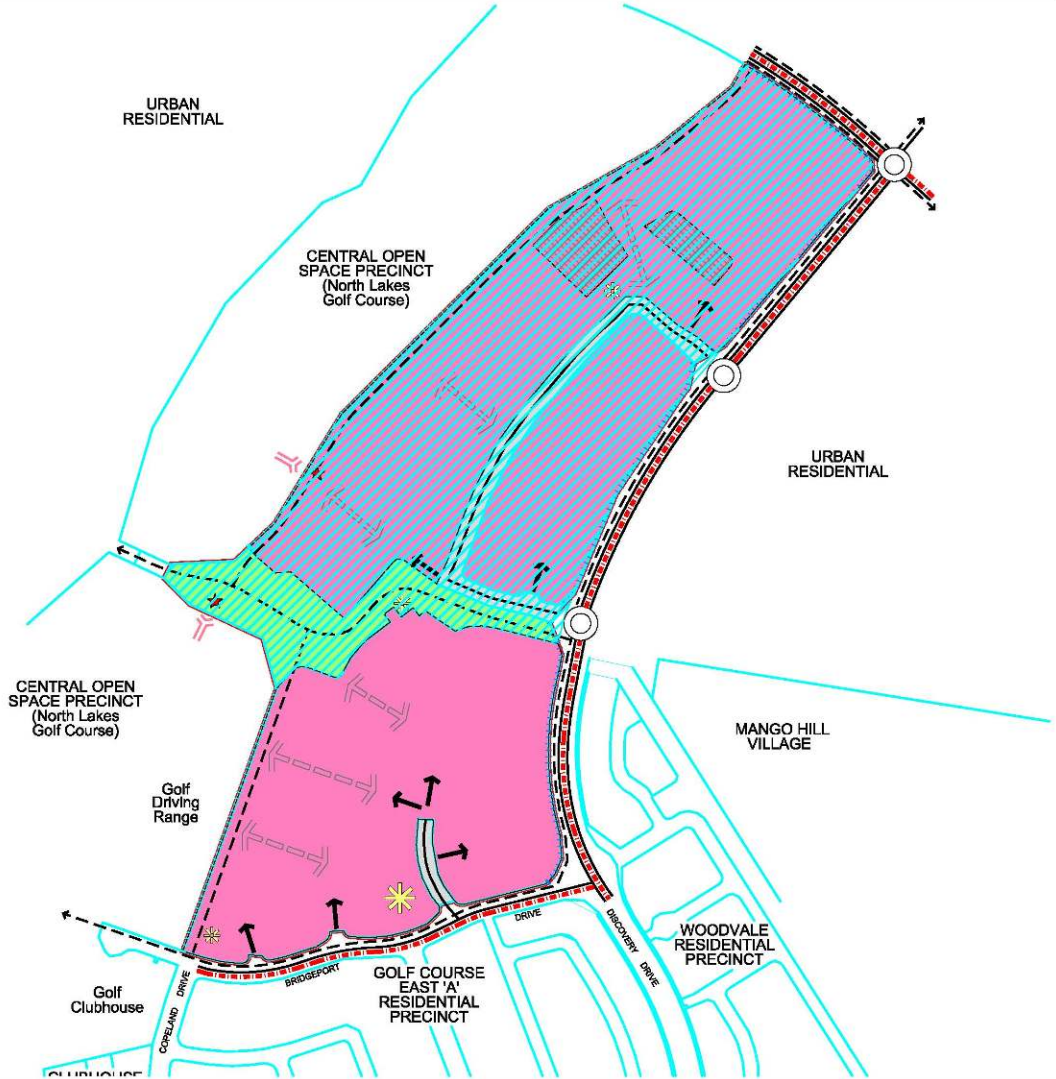 URBAN
RESIDENTIAL
CENTRAL OPEN
SPACE PRECINCT
(North Lakes
Golf Course)
URBAN
RESIDENTIAL
CENTRAL OPEN
SPACE PRECINCT
(North Lakes
Golf Course)
MANGO HILL
VILLAGE
Golf
Driving
Range
DRIVE
DISCOVERY
DRIVE
WOODVALE
RESIDENTIAL
PRECINCT
BRIDGEPORT
GOLF COURSE
EAST 'A'
RESIDENTIAL
PRECINCT
Golf
Clubhouse
COPELAND DRIVE
CLUBHOUSE